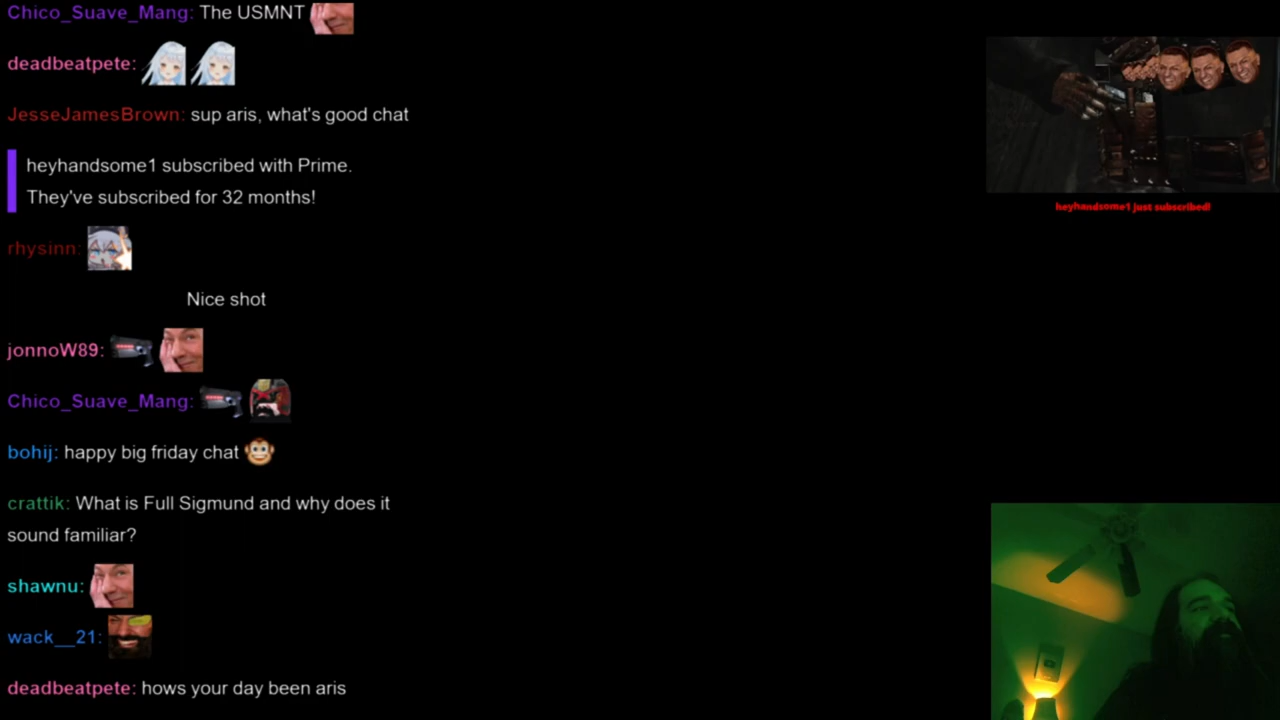 Chico_Suave_Mang: The USMNT
deadbeatpete:
JesseJamesBrown: sup aris, what's good chat
heyhandsome1 subscribed with Prime.
They've subscribed for 32 months!
heyhandsome1 just subscribed!
rhysinn:
Nice shot
jonnoW89:
Chico_Suave_Mang:
bohij: happy big friday chat
crattik: What is Full Sigmund and why does it
sound familiar?
shawnu:
wack__21:
deadbeatpete: hows your day been aris